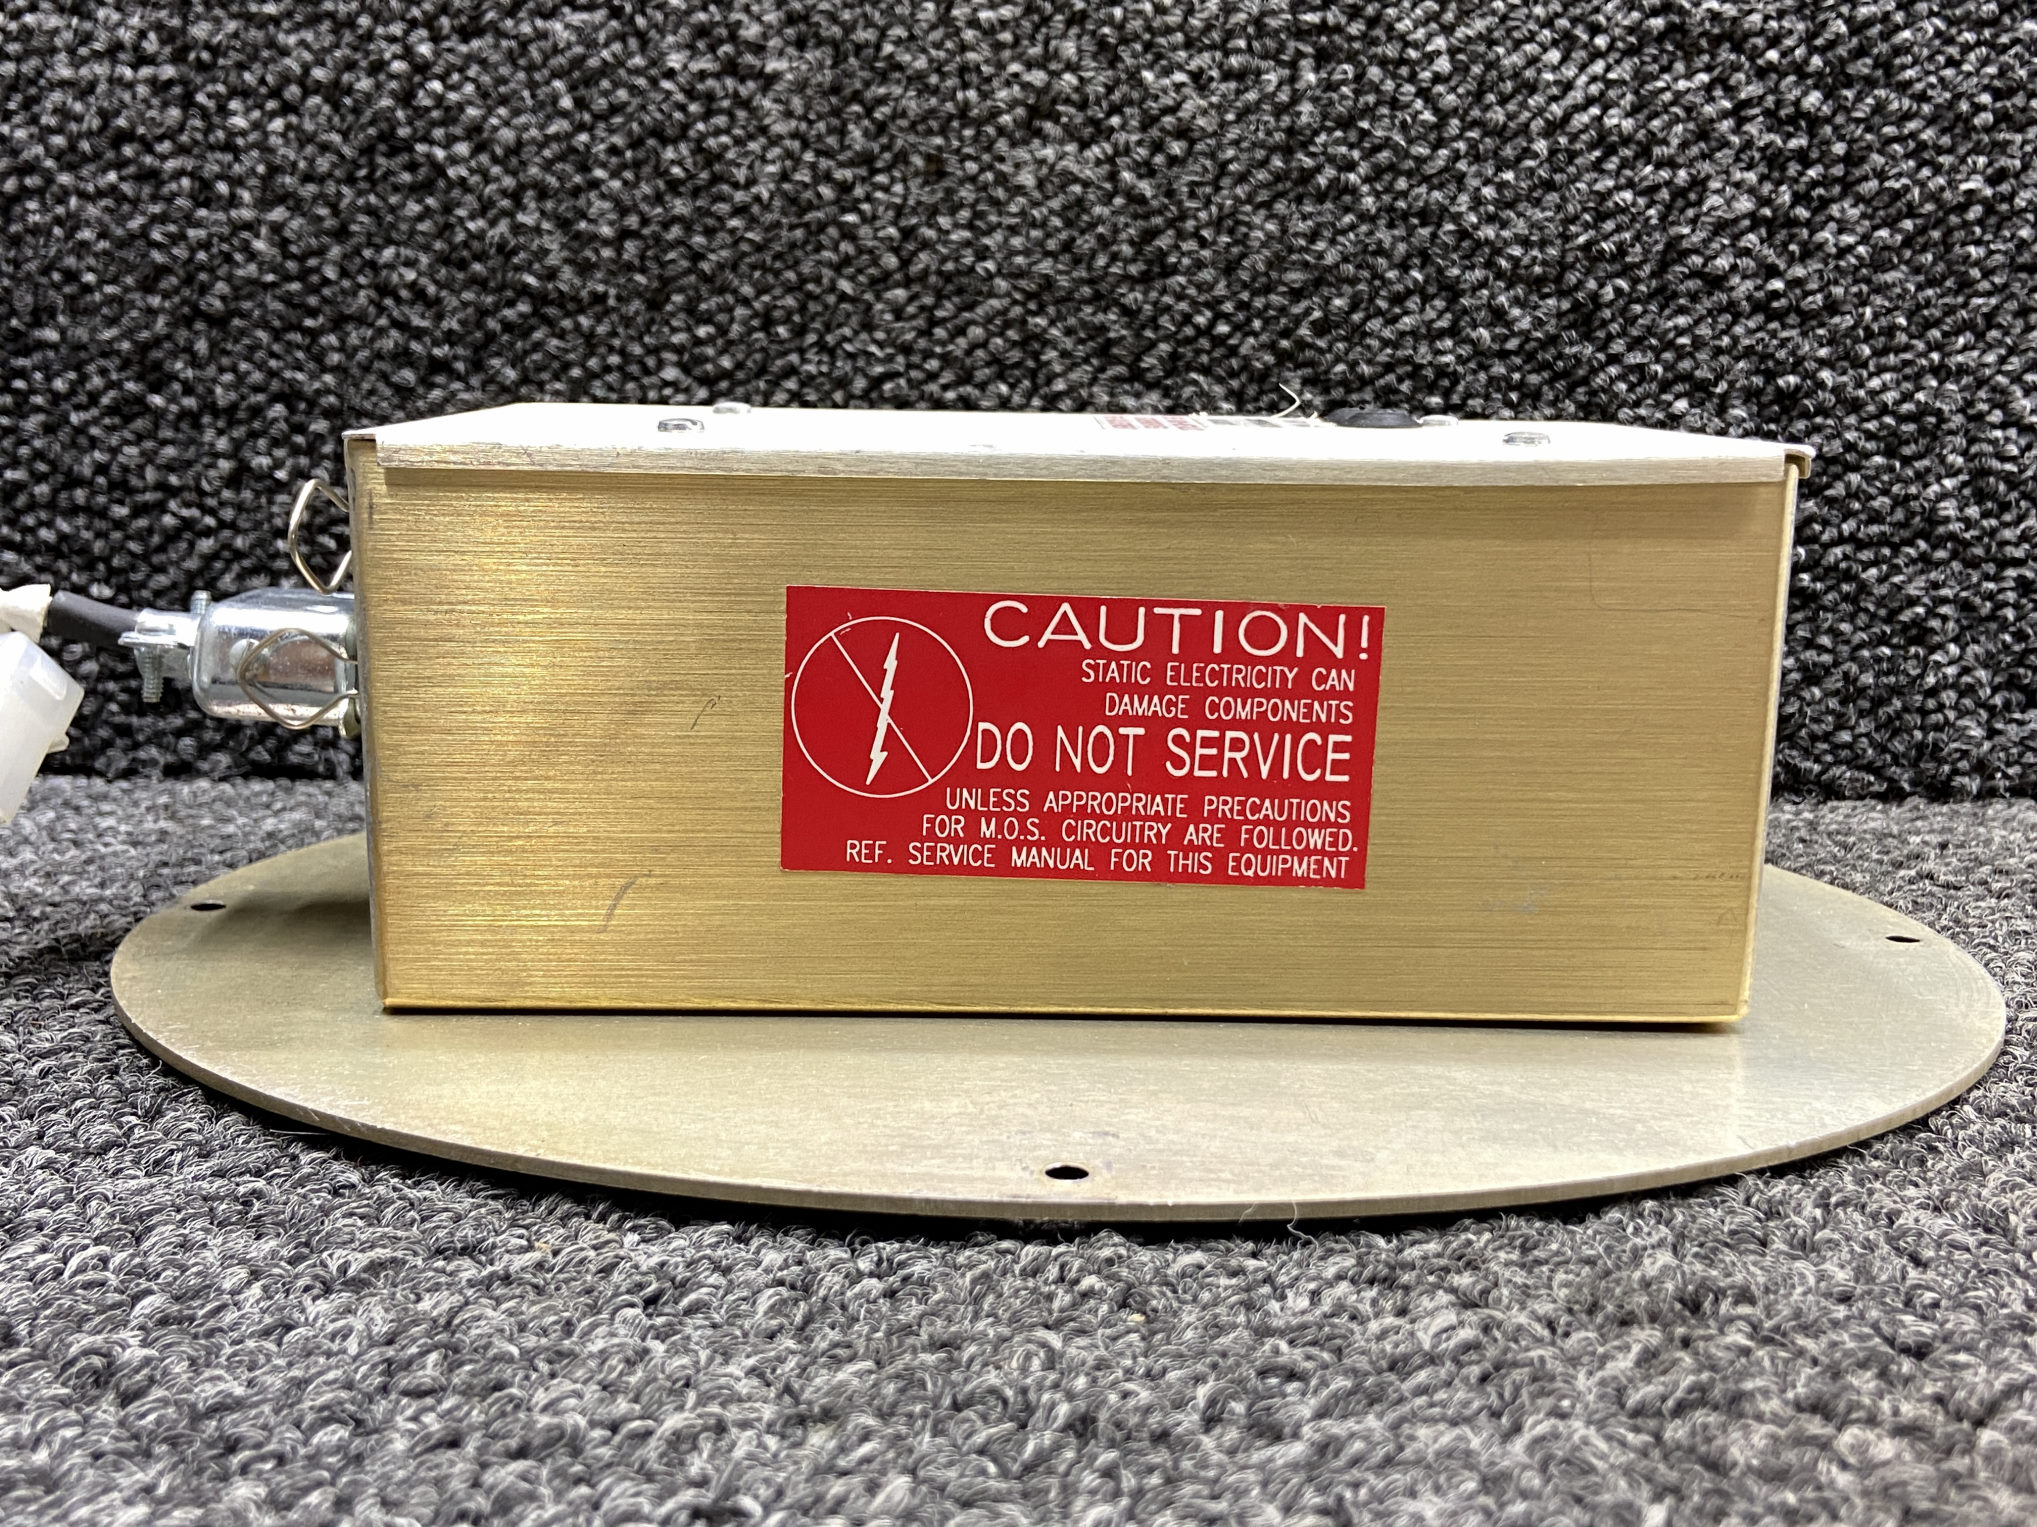 CAUTION!
STATIC ELECTRICITY CAN
DAMAGE COMPONENTS
DO NOT SERVICE
UNLESS APPROPRIATE PRECAUTIONS
FOR M.O.S. CIRCUITRY ARE FOLLOWED.
REF. SERVICE MANUAL FOR THIS EQUIPMENT